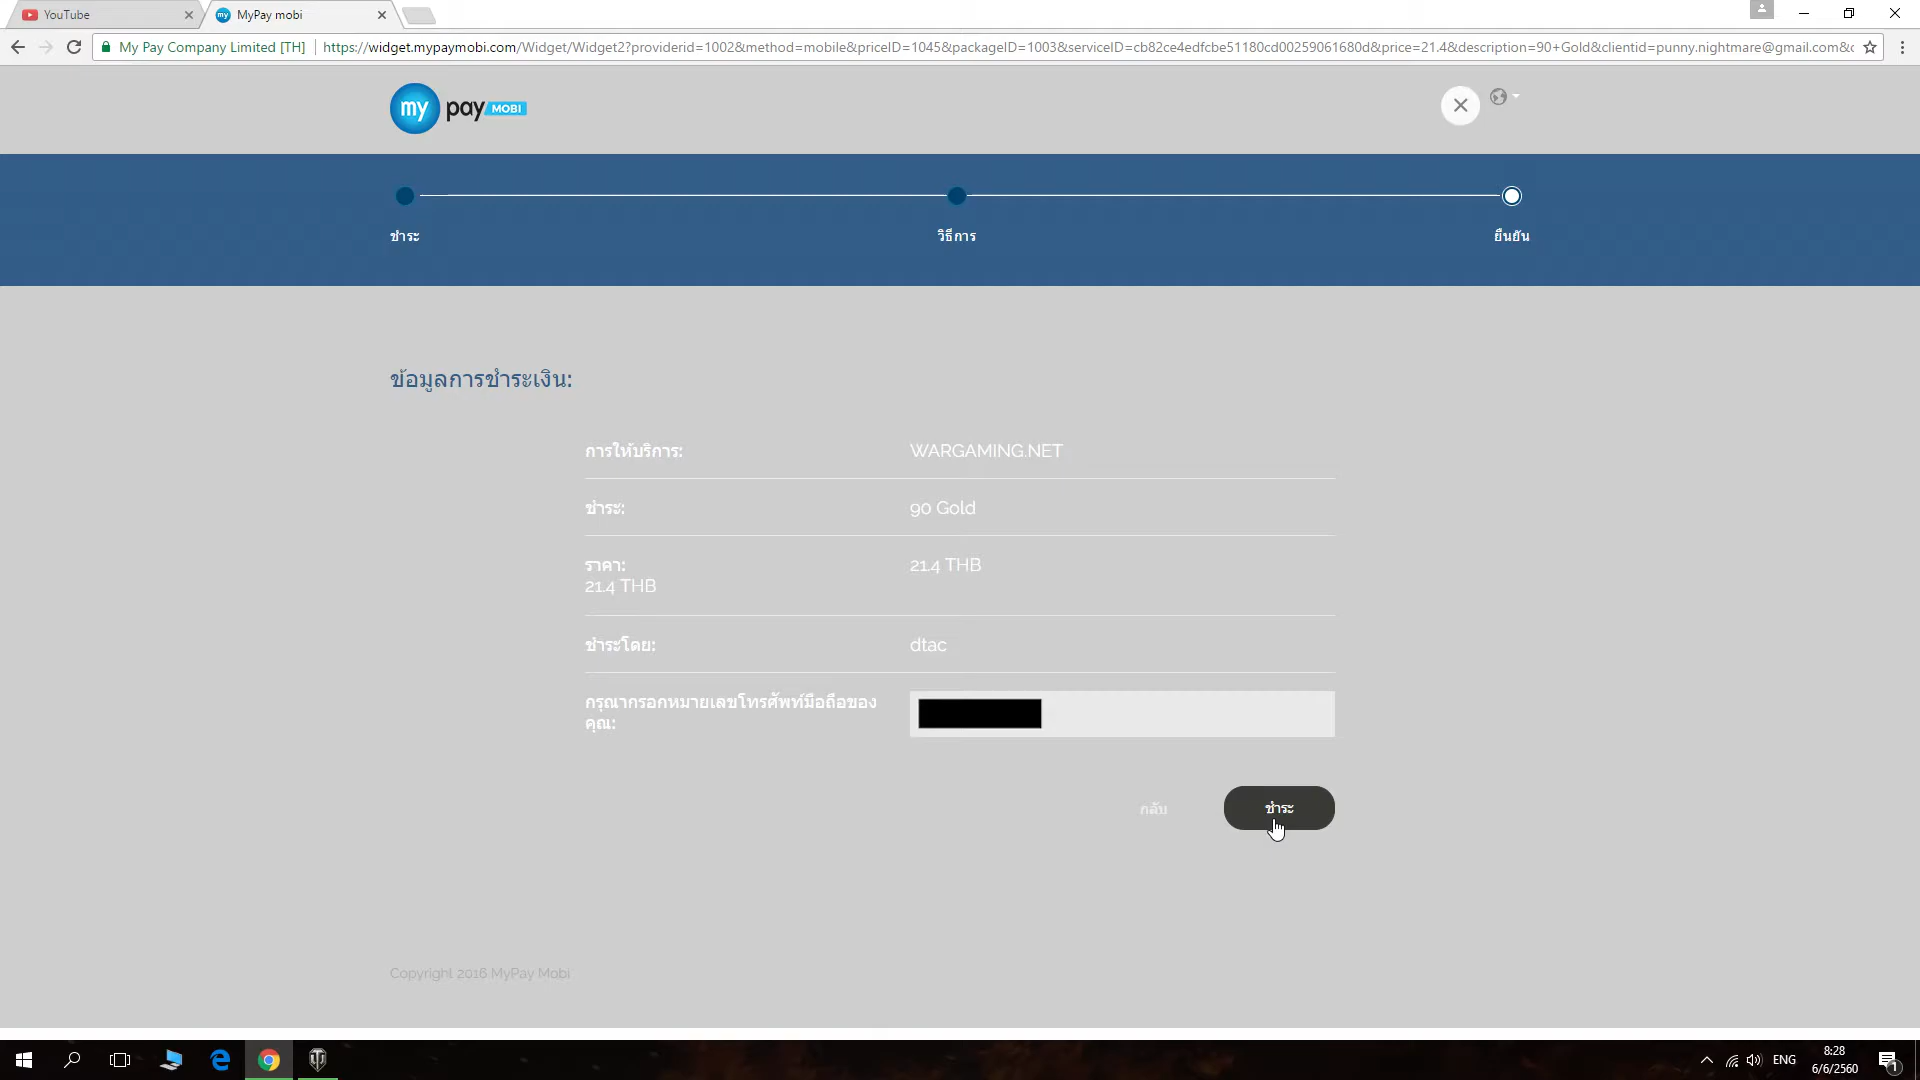 YouTube
MyPay mobi
My Pay Company Limited [TH]
https://widget.mypaymobi.com/Widget/Widget2?providerid=1002&method=mobile&priceID=1045&packageID=1003&serviceID=cb82ce4edfcbe51180cd00259061680d&price=21.4&description=90+Gold&clientid=punny.nightmare@gmail.com&c
my pay MOBI
ชำระ
วิธีการ
ยืนยัน
ข้อมูลการชำระเงิน:
การให้บริการ: WARGAMING.NET
ชำระ: 90 Gold
ราคา: 21.4 THB
21.4 THB
ชำระโดย: dtac
กรุณากรอกหมายเลขโทรศัพท์มือถือของ
คุณ:
กลับ
ชำระ
Copyright 2016 MyPay Mobi
ENG
8:28
6/6/2560
1